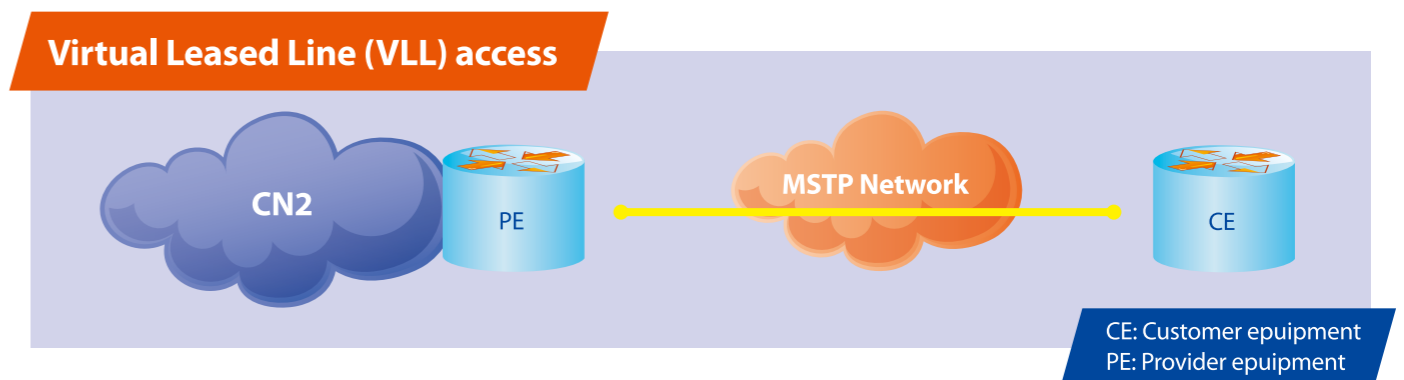 Virtual Leased Line (VLL) access
CN2
PE
MSTP Network
CE
CE: Customer epuipment
PE: Provider epuipment